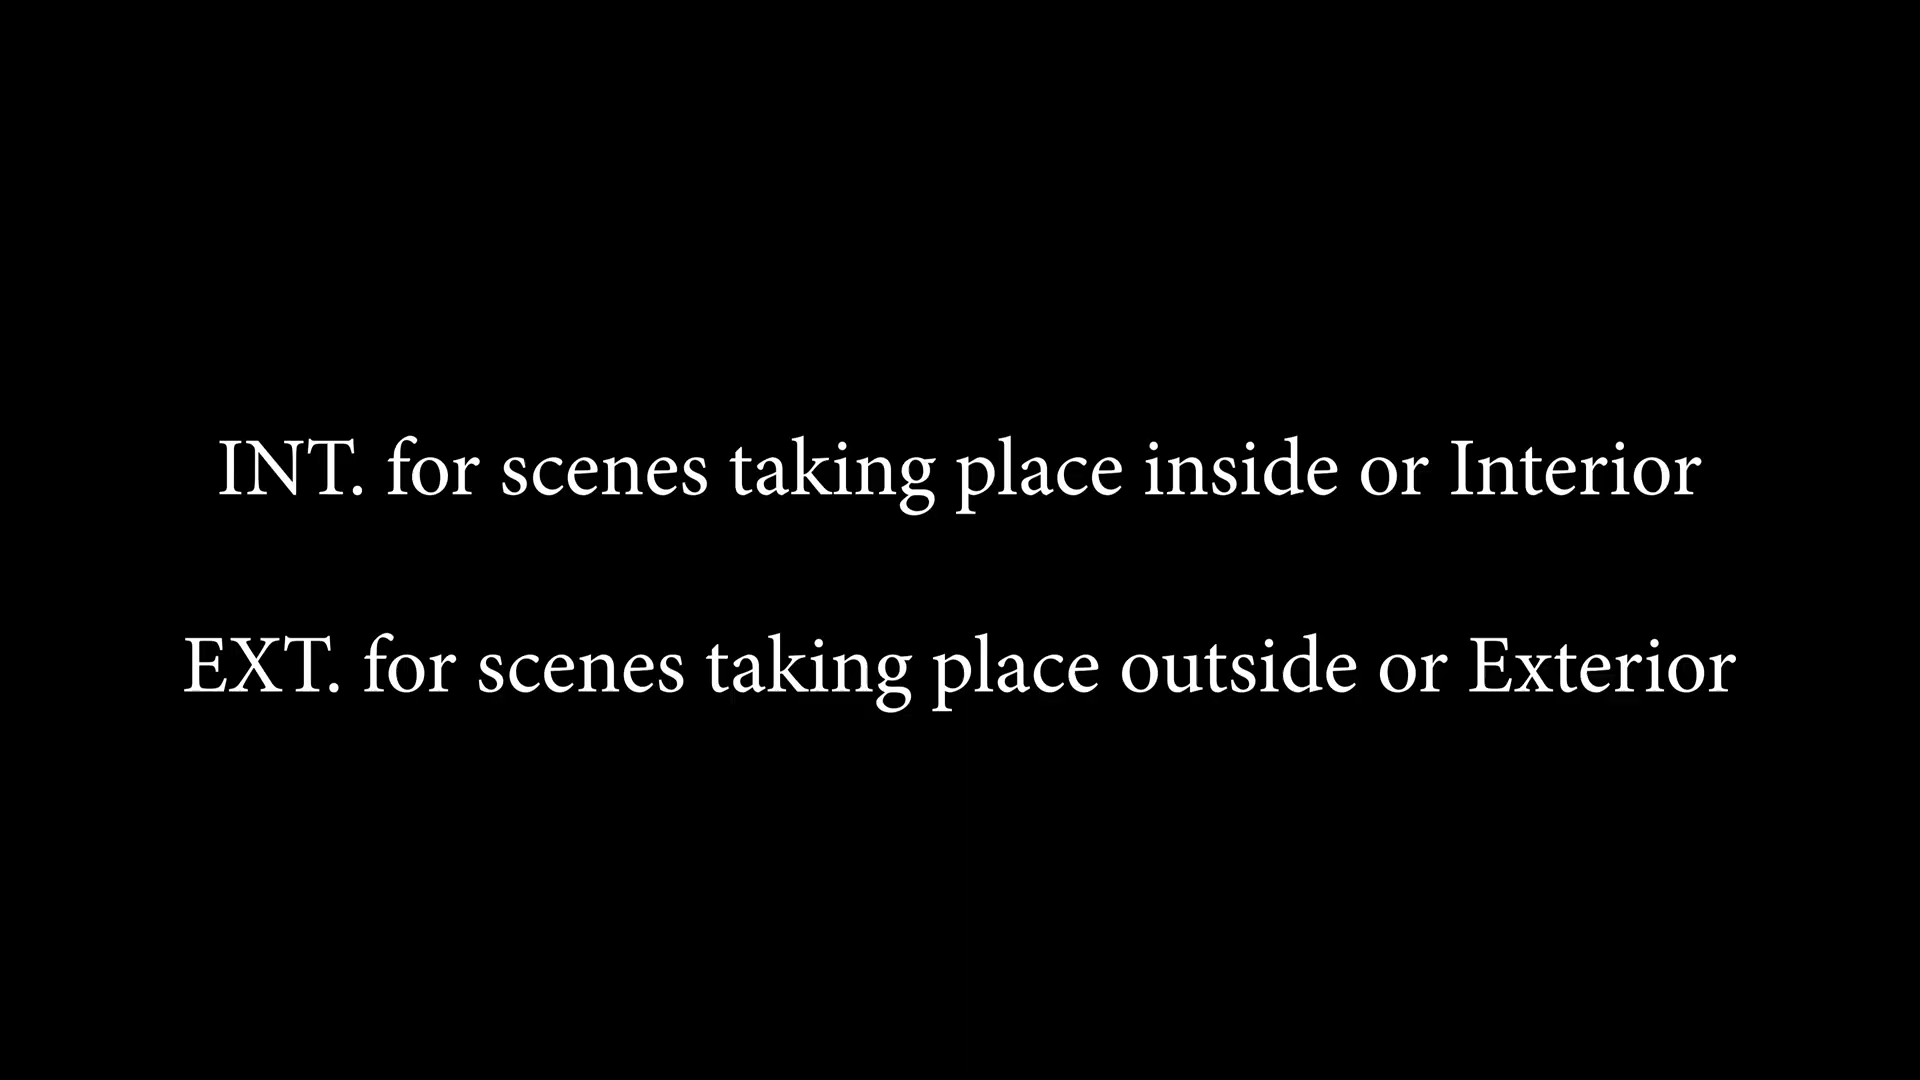 INT. for scenes taking place inside or Interior
EXT. for scenes taking place outside or Exterior